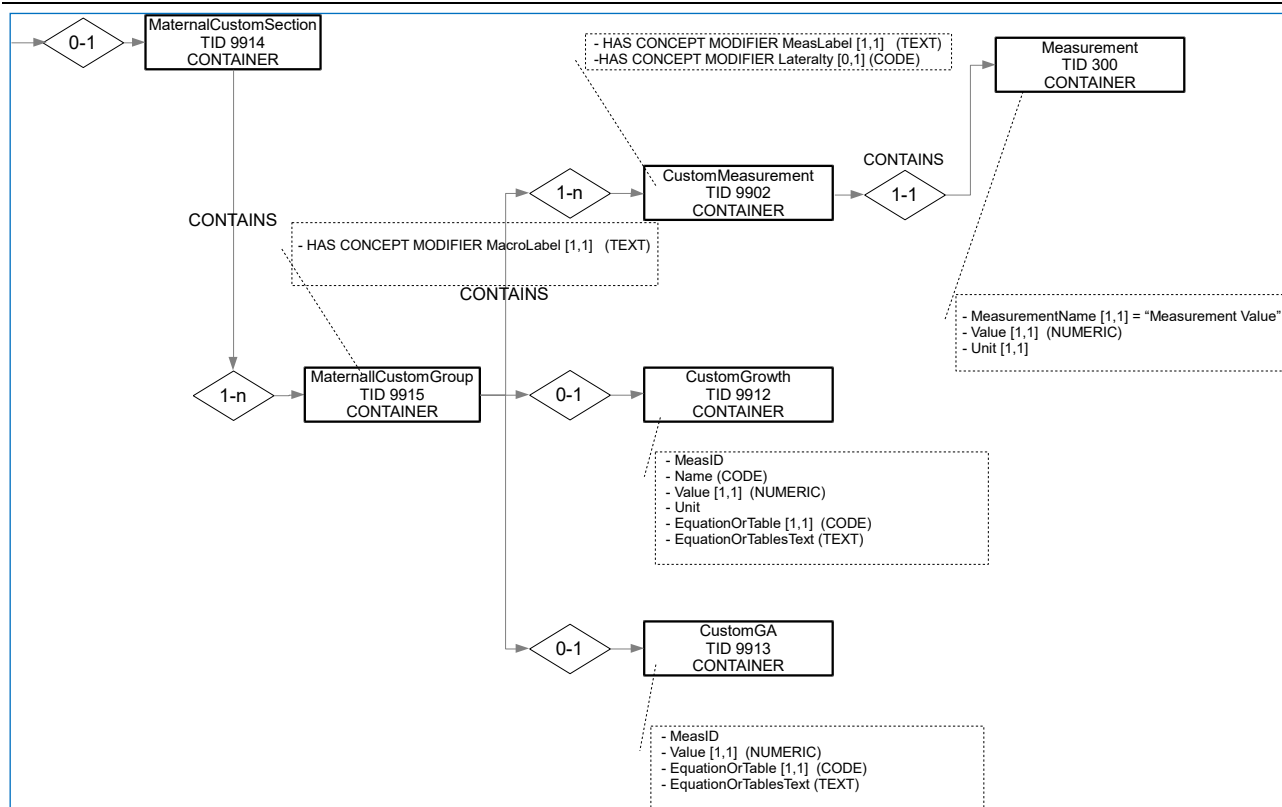 0-1
MaternalCustomSection
TID 9914
CONTAINER
- HAS CONCEPT MODIFIER MeasLabel [1,1] (TEXT)
-HAS CONCEPT MODIFIER Lateralty [0,1] (CODE)
Measurement
TID 300
CONTAINER
CONTAINS
1-n
CustomMeasurement
TID 9902
CONTAINER
CONTAINS
1-1
- HAS CONCEPT MODIFIER MacroLabel [1,1] (TEXT)
CONTAINS
- MeasurementName [1,1] = “Measurement Value”
- Value [1,1] (NUMERIC)
- Unit [1,1]
1-n
MaternallCustomGroup
TID 9915
CONTAINER
0-1
CustomGrowth
TID 9912
CONTAINER
- MeasID
- Name (CODE)
- Value [1,1] (NUMERIC)
- Unit
- EquationOrTable [1,1] (CODE)
- EquationOrTablesText (TEXT)
0-1
CustomGA
TID 9913
CONTAINER
- MeasID
- Value [1,1] (NUMERIC)
- EquationOrTable [1,1] (CODE)
- EquationOrTablesText (TEXT)